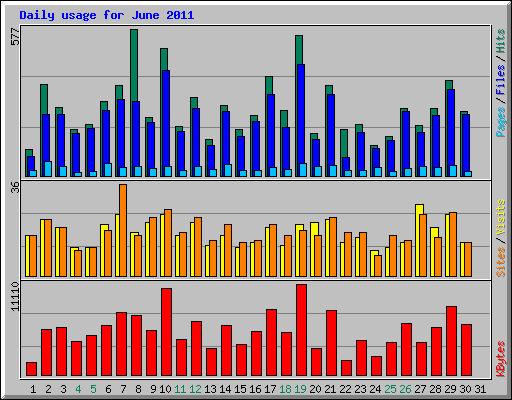 Daily usage for June 2011
577
Pages / Files / Hits
36
Sites / Visits
11110
KBytes
1 2 3 4 5 6 7 8 9 10 11 12 13 14 15 16 17 18 19 20 21 22 23 24 25 26 27 28 29 30 31